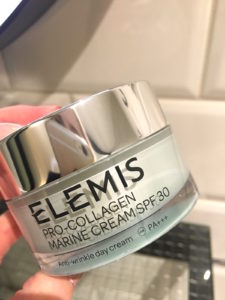 ELEMIS
PRO-COLLAGEN
MARINE CREAM SPF 30
Anti-wrinkle day cream
PA+++